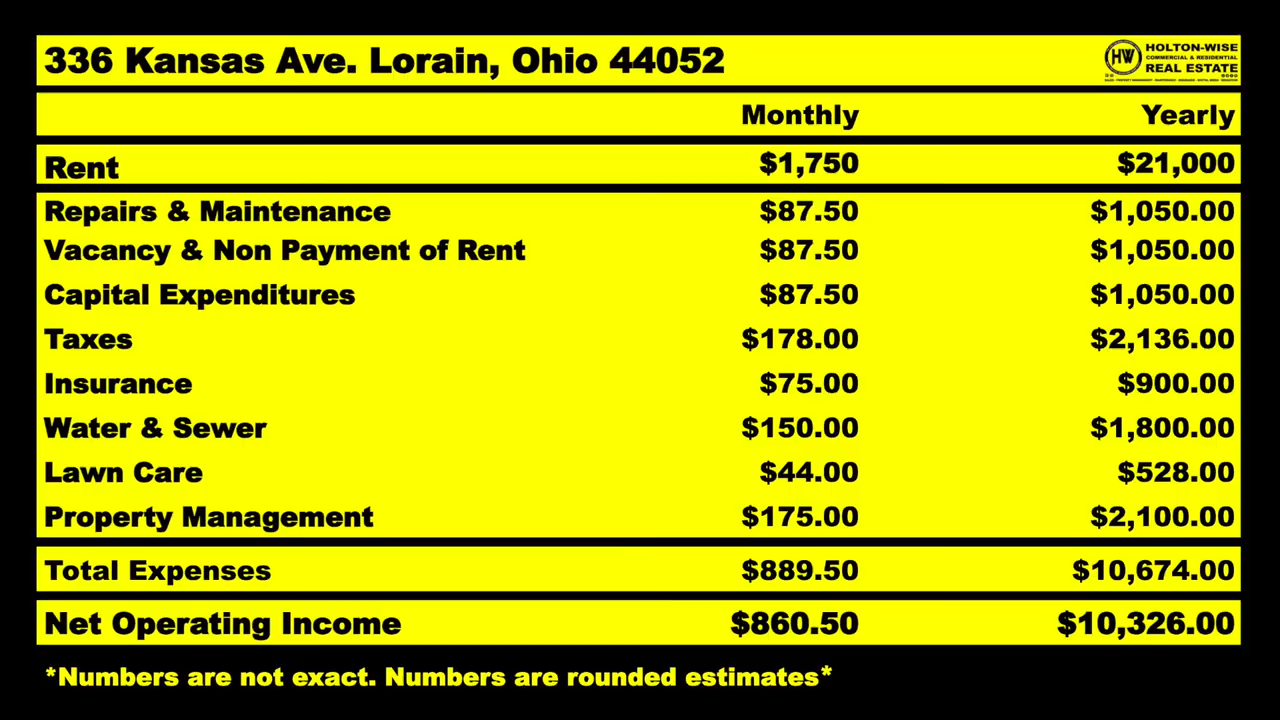 336 Kansas Ave. Lorain, Ohio 44052
HW
HOLTON-WISE
COMMERCIAL & RESIDENTIAL
REAL ESTATE
Monthly Yearly
Rent $1,750 $21,000
Repairs & Maintenance $87.50 $1,050.00
Vacancy & Non Payment of Rent $87.50 $1,050.00
Capital Expenditures $87.50 $1,050.00
Taxes $178.00 $2,136.00
Insurance $75.00 $900.00
Water & Sewer $150.00 $1,800.00
Lawn Care $44.00 $528.00
Property Management $175.00 $2,100.00
Total Expenses $889.50 $10,674.00
Net Operating Income $860.50 $10,326.00
*Numbers are not exact. Numbers are rounded estimates*